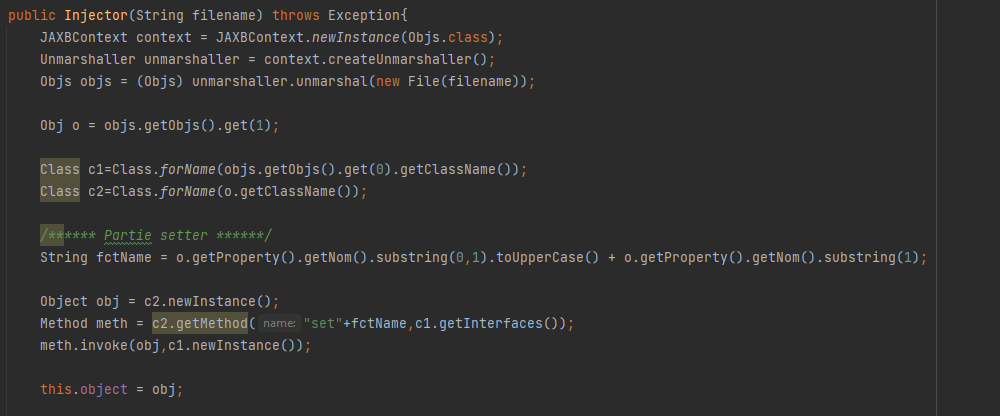 public Injector(String filename) throws Exception{
    JAXBContext context = JAXBContext.newInstance(Objs.class);
    Unmarshaller unmarshaller = context.createUnmarshaller();
    Objs objs = (Objs) unmarshaller.unmarshal(new File(filename));

    Obj o = objs.getObjs().get(1);

    Class c1=Class.forName(objs.getObjs().get(0).getClassName());
    Class c2=Class.forName(o.getClassName());

    /****** Partie setter ******/
    String fctName = o.getProperty().getNom().substring(0,1).toUpperCase() + o.getProperty().getNom().substring(1);

    Object obj = c2.newInstance();
    Method meth = c2.getMethod( name: "set"+fctName,c1.getInterfaces());
    meth.invoke(obj,c1.newInstance());

    this.object = obj;